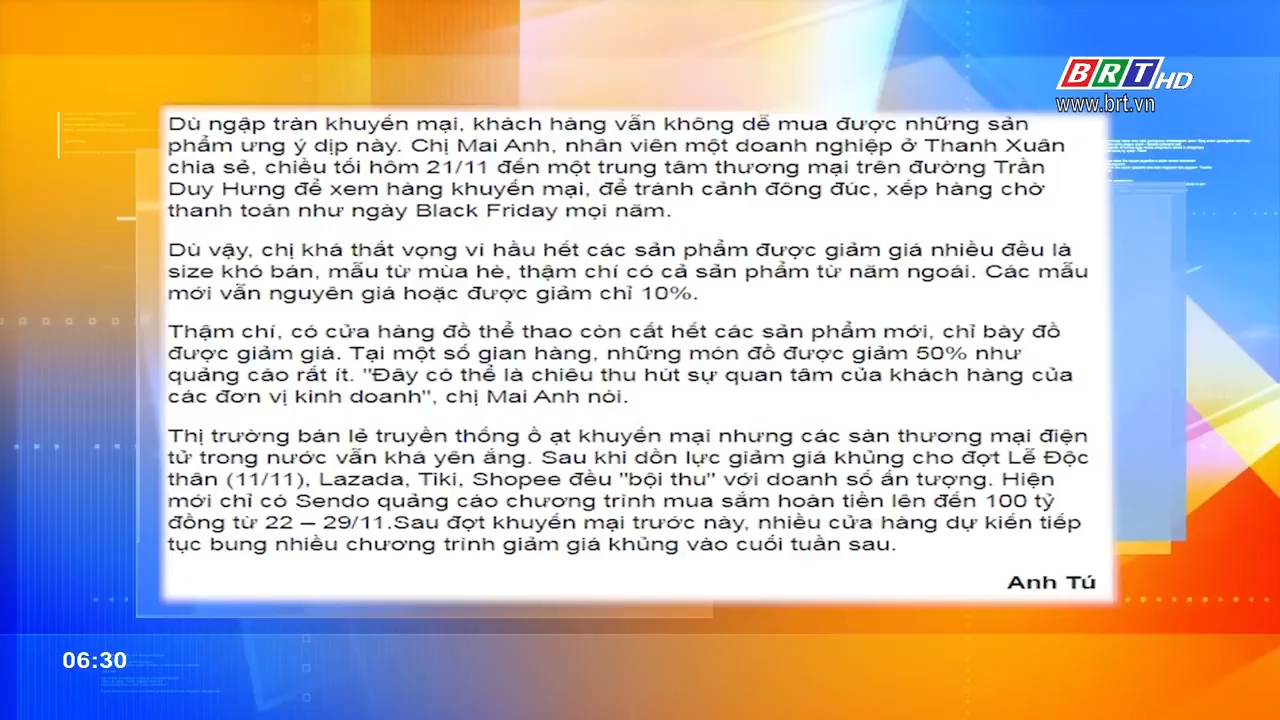 BRT HD
www.brt.vn
Dù ngập tràn khuyến mại, khách hàng vẫn không dễ mua được những sản
phẩm ưng ý dịp này. Chị Mai Anh, nhân viên một doanh nghiệp ở Thanh Xuân
chia sẻ, chiều tối hôm 21/11 đến một trung tâm thương mại trên đường Trần
Duy Hưng để xem hàng khuyến mại, để tránh cảnh đông đúc, xếp hàng chờ
thanh toán như ngày Black Friday mọi năm.
Dù vậy, chị khá thất vọng vì hầu hết các sản phẩm được giảm giá nhiều đều là
size khó bán, mẫu từ mùa hè, thậm chí có cả sản phẩm từ năm ngoái. Các mẫu
mới vẫn nguyên giá hoặc được giảm chỉ 10%.
Thậm chí, có cửa hàng đồ thể thao còn cất hết các sản phẩm mới, chỉ bày đồ
được giảm giá. Tại một số gian hàng, những món đồ được giảm 50% như
quảng cáo rất ít. "Đây có thể là chiêu thu hút sự quan tâm của khách hàng của
các đơn vị kinh doanh", chị Mai Anh nói.
Thị trường bán lẻ truyền thống ồ ạt khuyến mại nhưng các sàn thương mại điện
tử trong nước vẫn khá yên ắng. Sau khi dồn lực giảm giá khủng cho đợt Lễ Độc
thân (11/11), Lazada, Tiki, Shopee đều "bội thu" với doanh số ấn tượng. Hiện
mới chỉ có Sendo quảng cáo chương trình mua sắm hoàn tiền lên đến 100 tỷ
đồng từ 22 – 29/11.Sau đợt khuyến mại trước này, nhiều cửa hàng dự kiến tiếp
tục bung nhiều chương trình giảm giá khủng vào cuối tuần sau.
Anh Tú
06:30